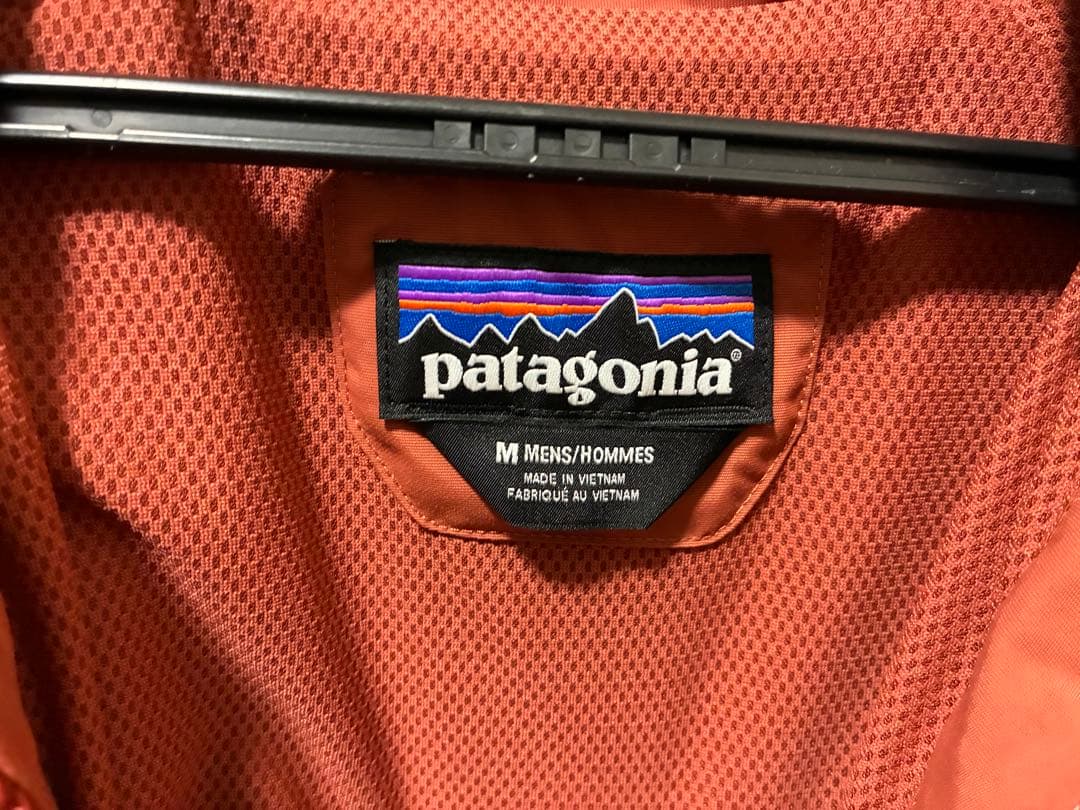 patagonia®
M MENS/HOMMES
MADE IN VIETNAM
FABRIQUÉ AU VIETNAM